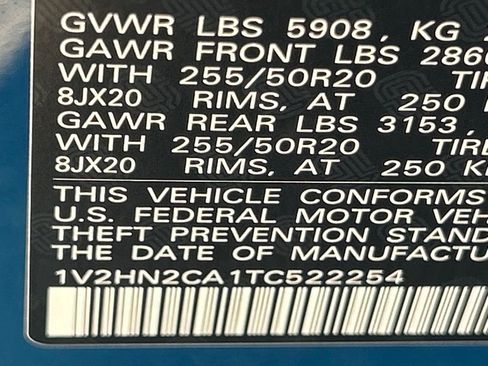 GVWR LBS 5908, KG
GAWR FRONT LBS 286
WITH 255/50R20 TIR
8JX20 RIMS, AT 250
GAWR REAR LBS 3153,
WITH 255/50R20 TIRE
8JX20 RIMS, AT 250 K
THIS VEHICLE CONFORMS
U.S. FEDERAL MOTOR VEH
THEFT PREVENTION STAND
THE DATE OF MANUFACTU
1V2HN2CA1TC522254